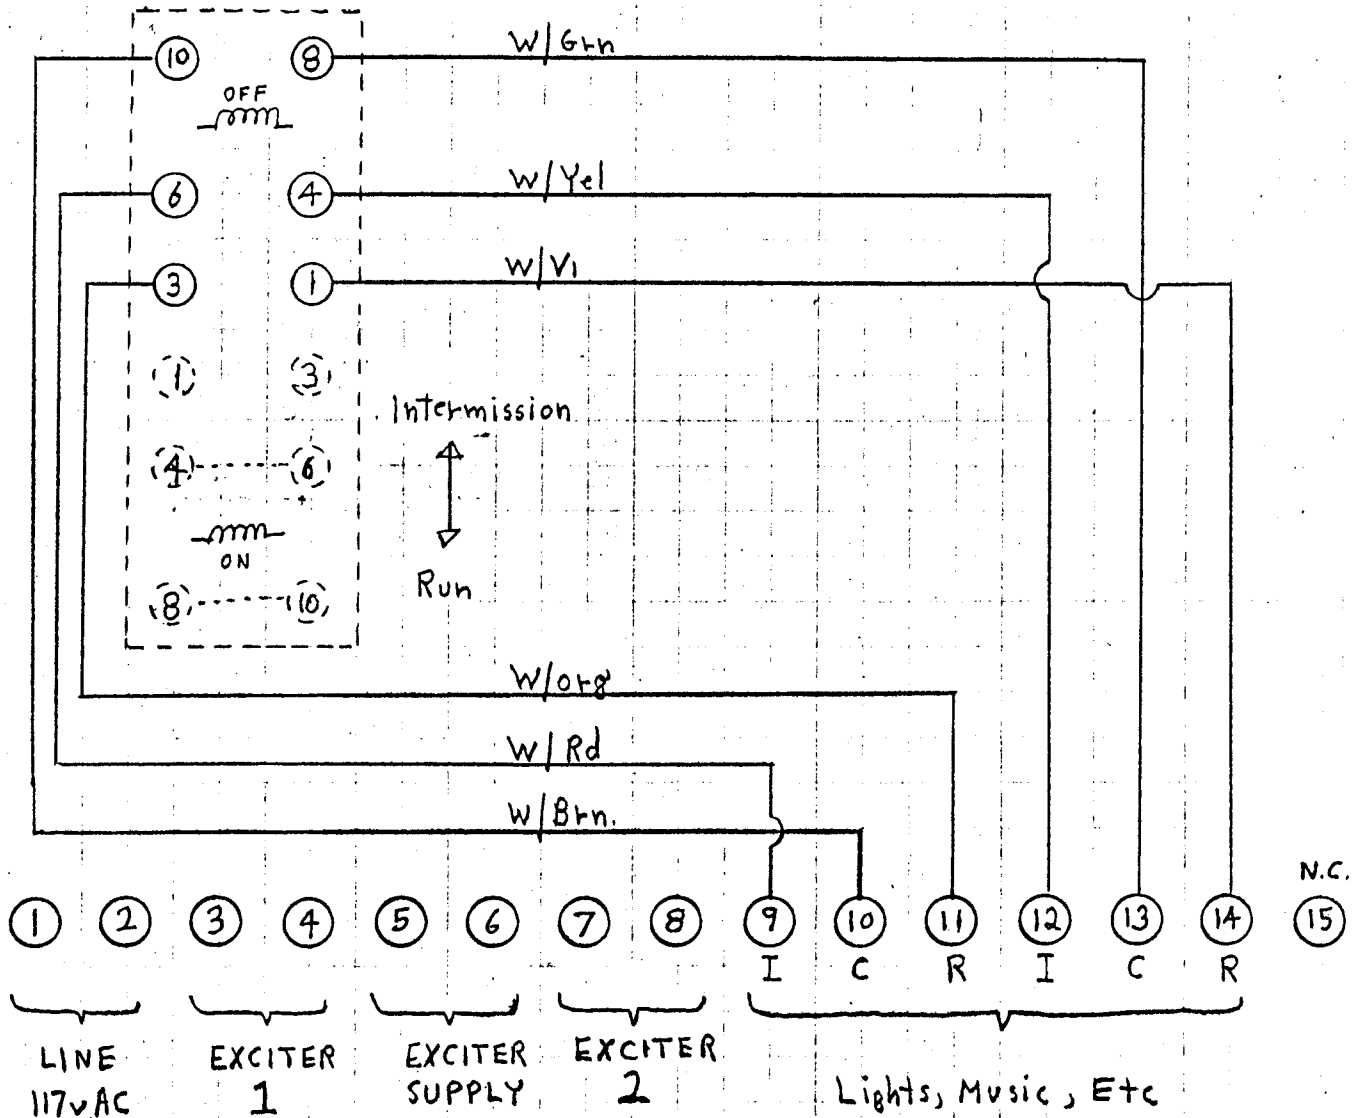 10 8 W/Grn
OFF
6 4 W/Yel
3 1 W/Vi
1 3
Intermission
4 6
ON
Run
8 10
W/org
W/Rd
W/Brn.
N.C.
1 2 3 4 5 6 7 8 9 10 11 12 13 14 15
I C R I C R
LINE
117vAC
EXCITER
1
EXCITER
SUPPLY
EXCITER
2
Lights, Music, Etc